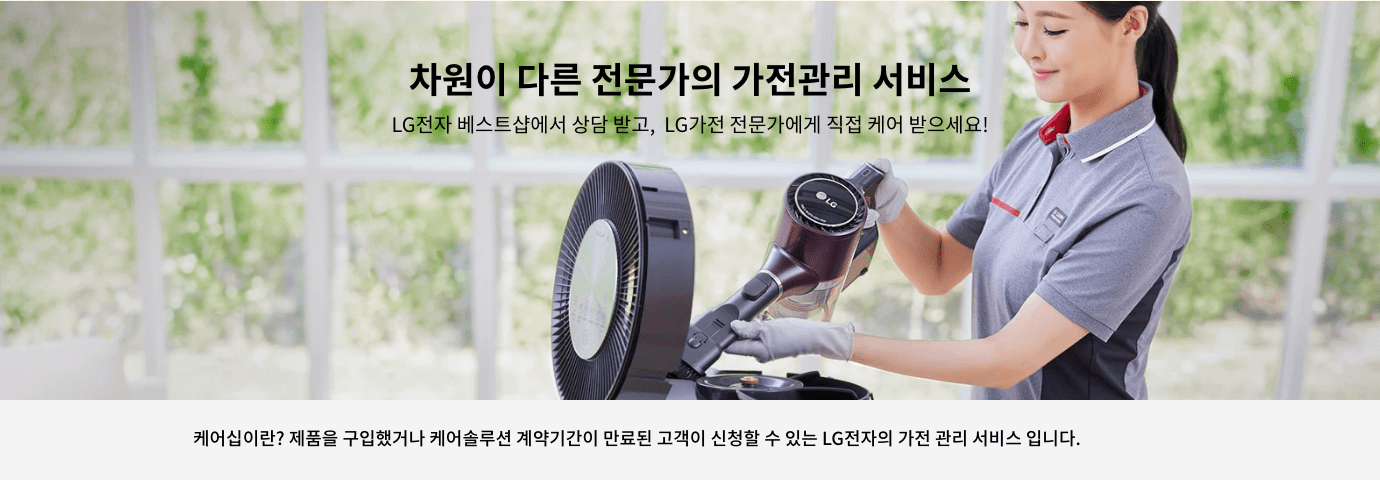 차원이 다른 전문가의 가전관리 서비스
LG전자 베스트샵에서 상담 받고, LG가전 전문가에게 직접 케어 받으세요!
LG
케어십이란? 제품을 구입했거나 케어솔루션 계약기간이 만료된 고객이 신청할 수 있는 LG전자의 가전 관리 서비스 입니다.